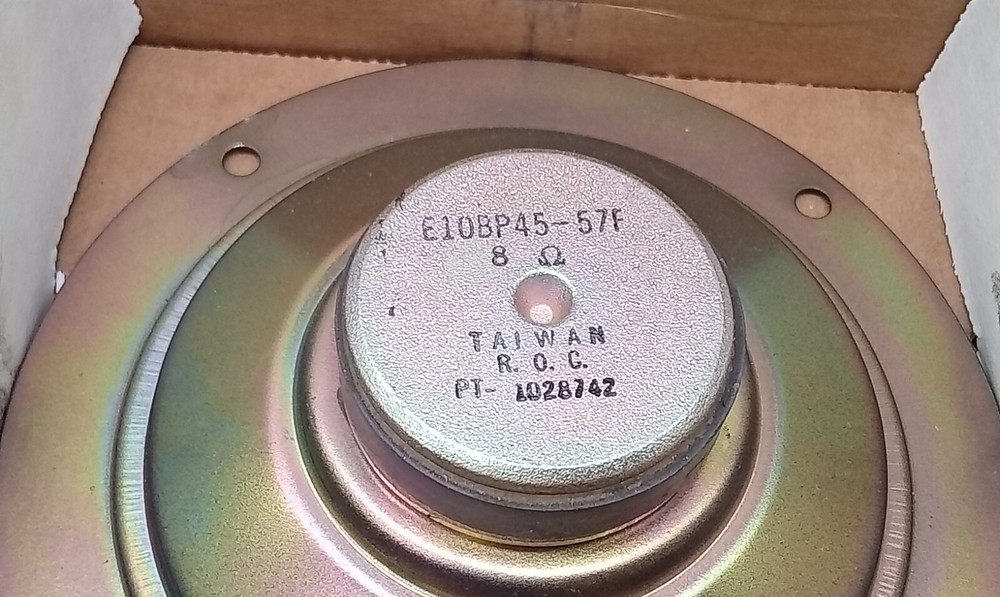 E10BP45-57F
8 Ω
TAIWAN
R. O. C.
PT- 1028742